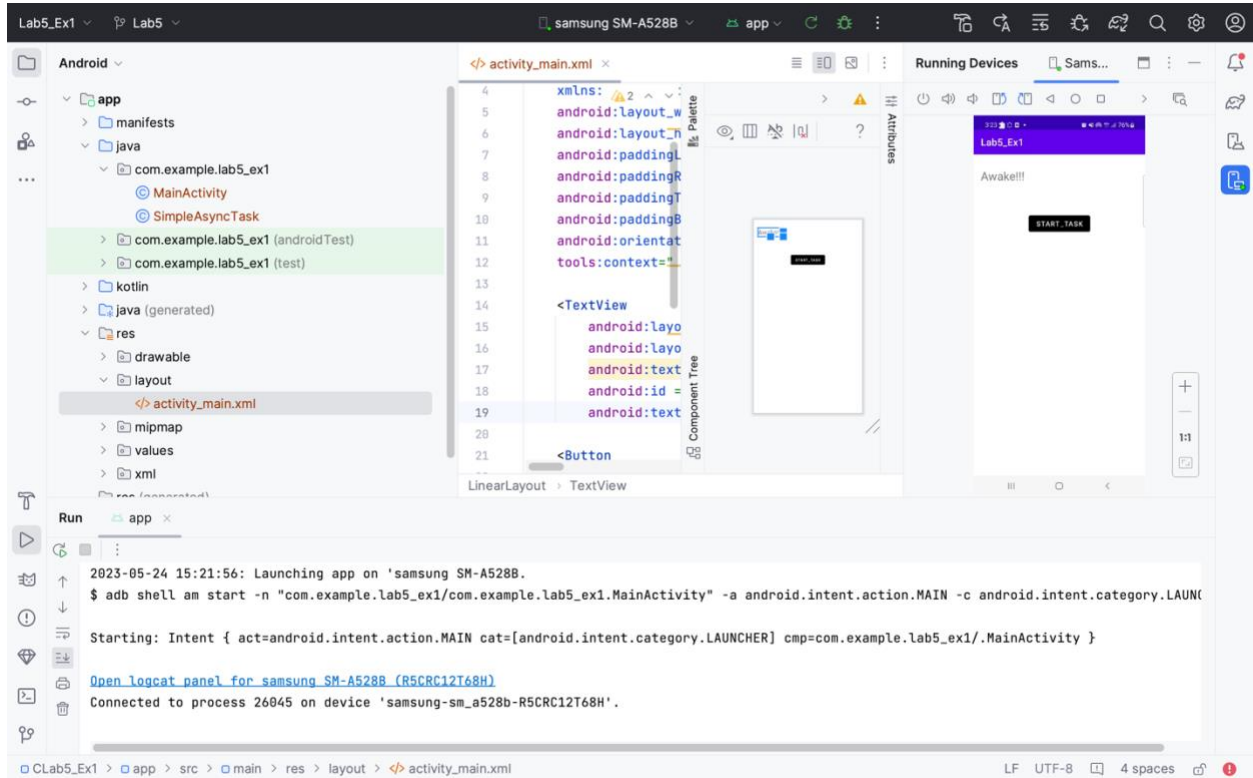 Lab5_Ex1 Lab5 samsung SM-A528B app
Android
app
manifests
java
com.example.lab5_ex1
MainActivity
SimpleAsyncTask
com.example.lab5_ex1 (androidTest)
com.example.lab5_ex1 (test)
kotlin
java (generated)
res
drawable
layout
activity_main.xml
mipmap
values
xml
res (generated)
activity_main.xml
4 xmlns: 2
5 android:layout_w
6 android:layout_h
7 android:paddingL
8 android:paddingR
9 android:paddingT
10 android:paddingB
11 android:orientat
12 tools:context="
13
14 <TextView
15 android:layo
16 android:layo
17 android:text
18 android:id =
19 android:text
20
21 <Button
LinearLayout > TextView
Palette
Component Tree
?
START_TASK
Attributes
Running Devices Sams...
3:23 76%
Lab5_Ex1
Awake!!!
START_TASK
1:1
Run app
2023-05-24 15:21:56: Launching app on 'samsung SM-A528B.
$ adb shell am start -n "com.example.lab5_ex1/com.example.lab5_ex1.MainActivity" -a android.intent.action.MAIN -c android.intent.category.LAUN
Starting: Intent { act=android.intent.action.MAIN cat=[android.intent.category.LAUNCHER] cmp=com.example.lab5_ex1/.MainActivity }
Open logcat panel for samsung SM-A528B (R5CRC12T68H)
Connected to process 26045 on device 'samsung-sm_a528b-R5CRC12T68H'.
CLab5_Ex1 > app > src > main > res > layout > activity_main.xml LF UTF-8 4 spaces